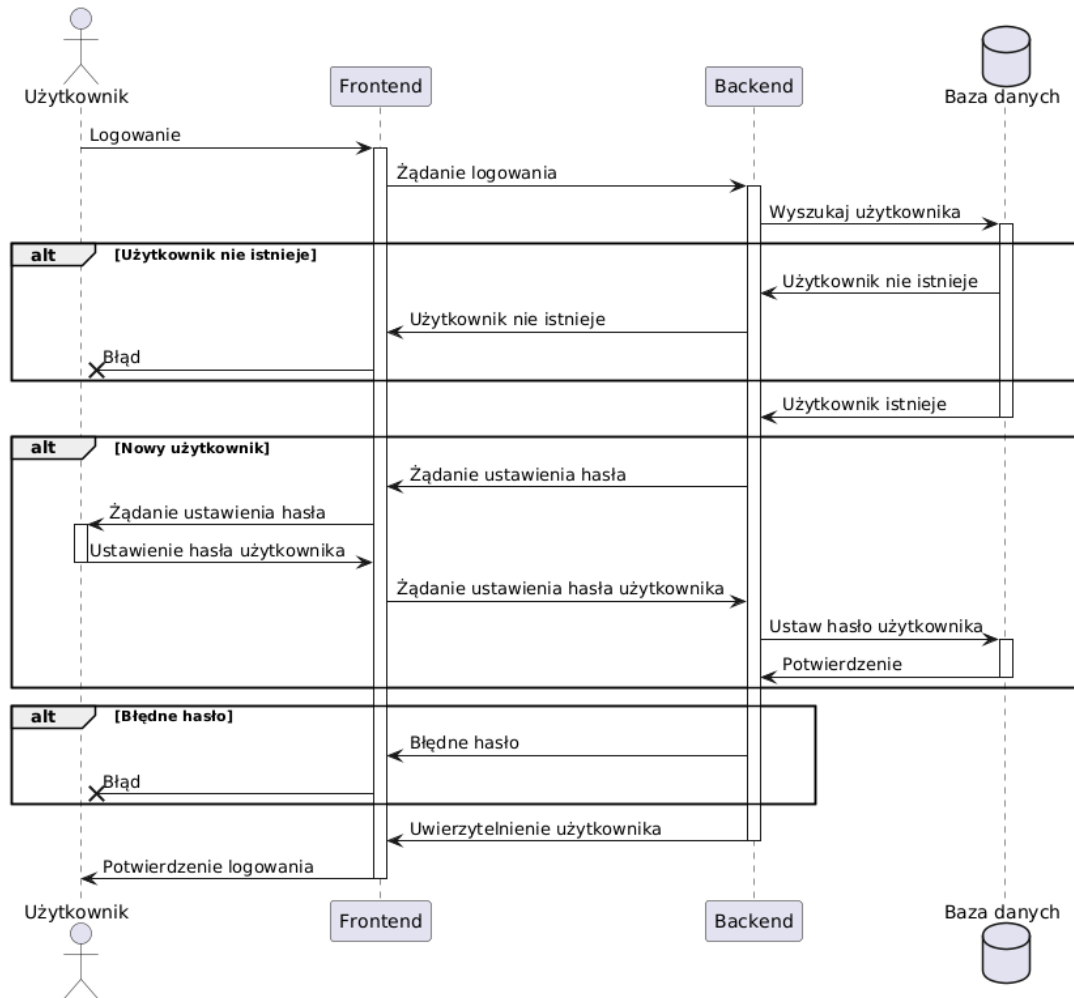 Użytkownik
Frontend
Backend
Baza danych
Logowanie
Żądanie logowania
Wyszukaj użytkownika
alt [Użytkownik nie istnieje]
Użytkownik nie istnieje
Użytkownik nie istnieje
Błąd
Użytkownik istnieje
alt [Nowy użytkownik]
Żądanie ustawienia hasła
Żądanie ustawienia hasła
Ustawienie hasła użytkownika
Żądanie ustawienia hasła użytkownika
Ustaw hasło użytkownika
Potwierdzenie
alt [Błędne hasło]
Błędne hasło
Błąd
Uwierzytelnienie użytkownika
Potwierdzenie logowania
Użytkownik
Frontend
Backend
Baza danych